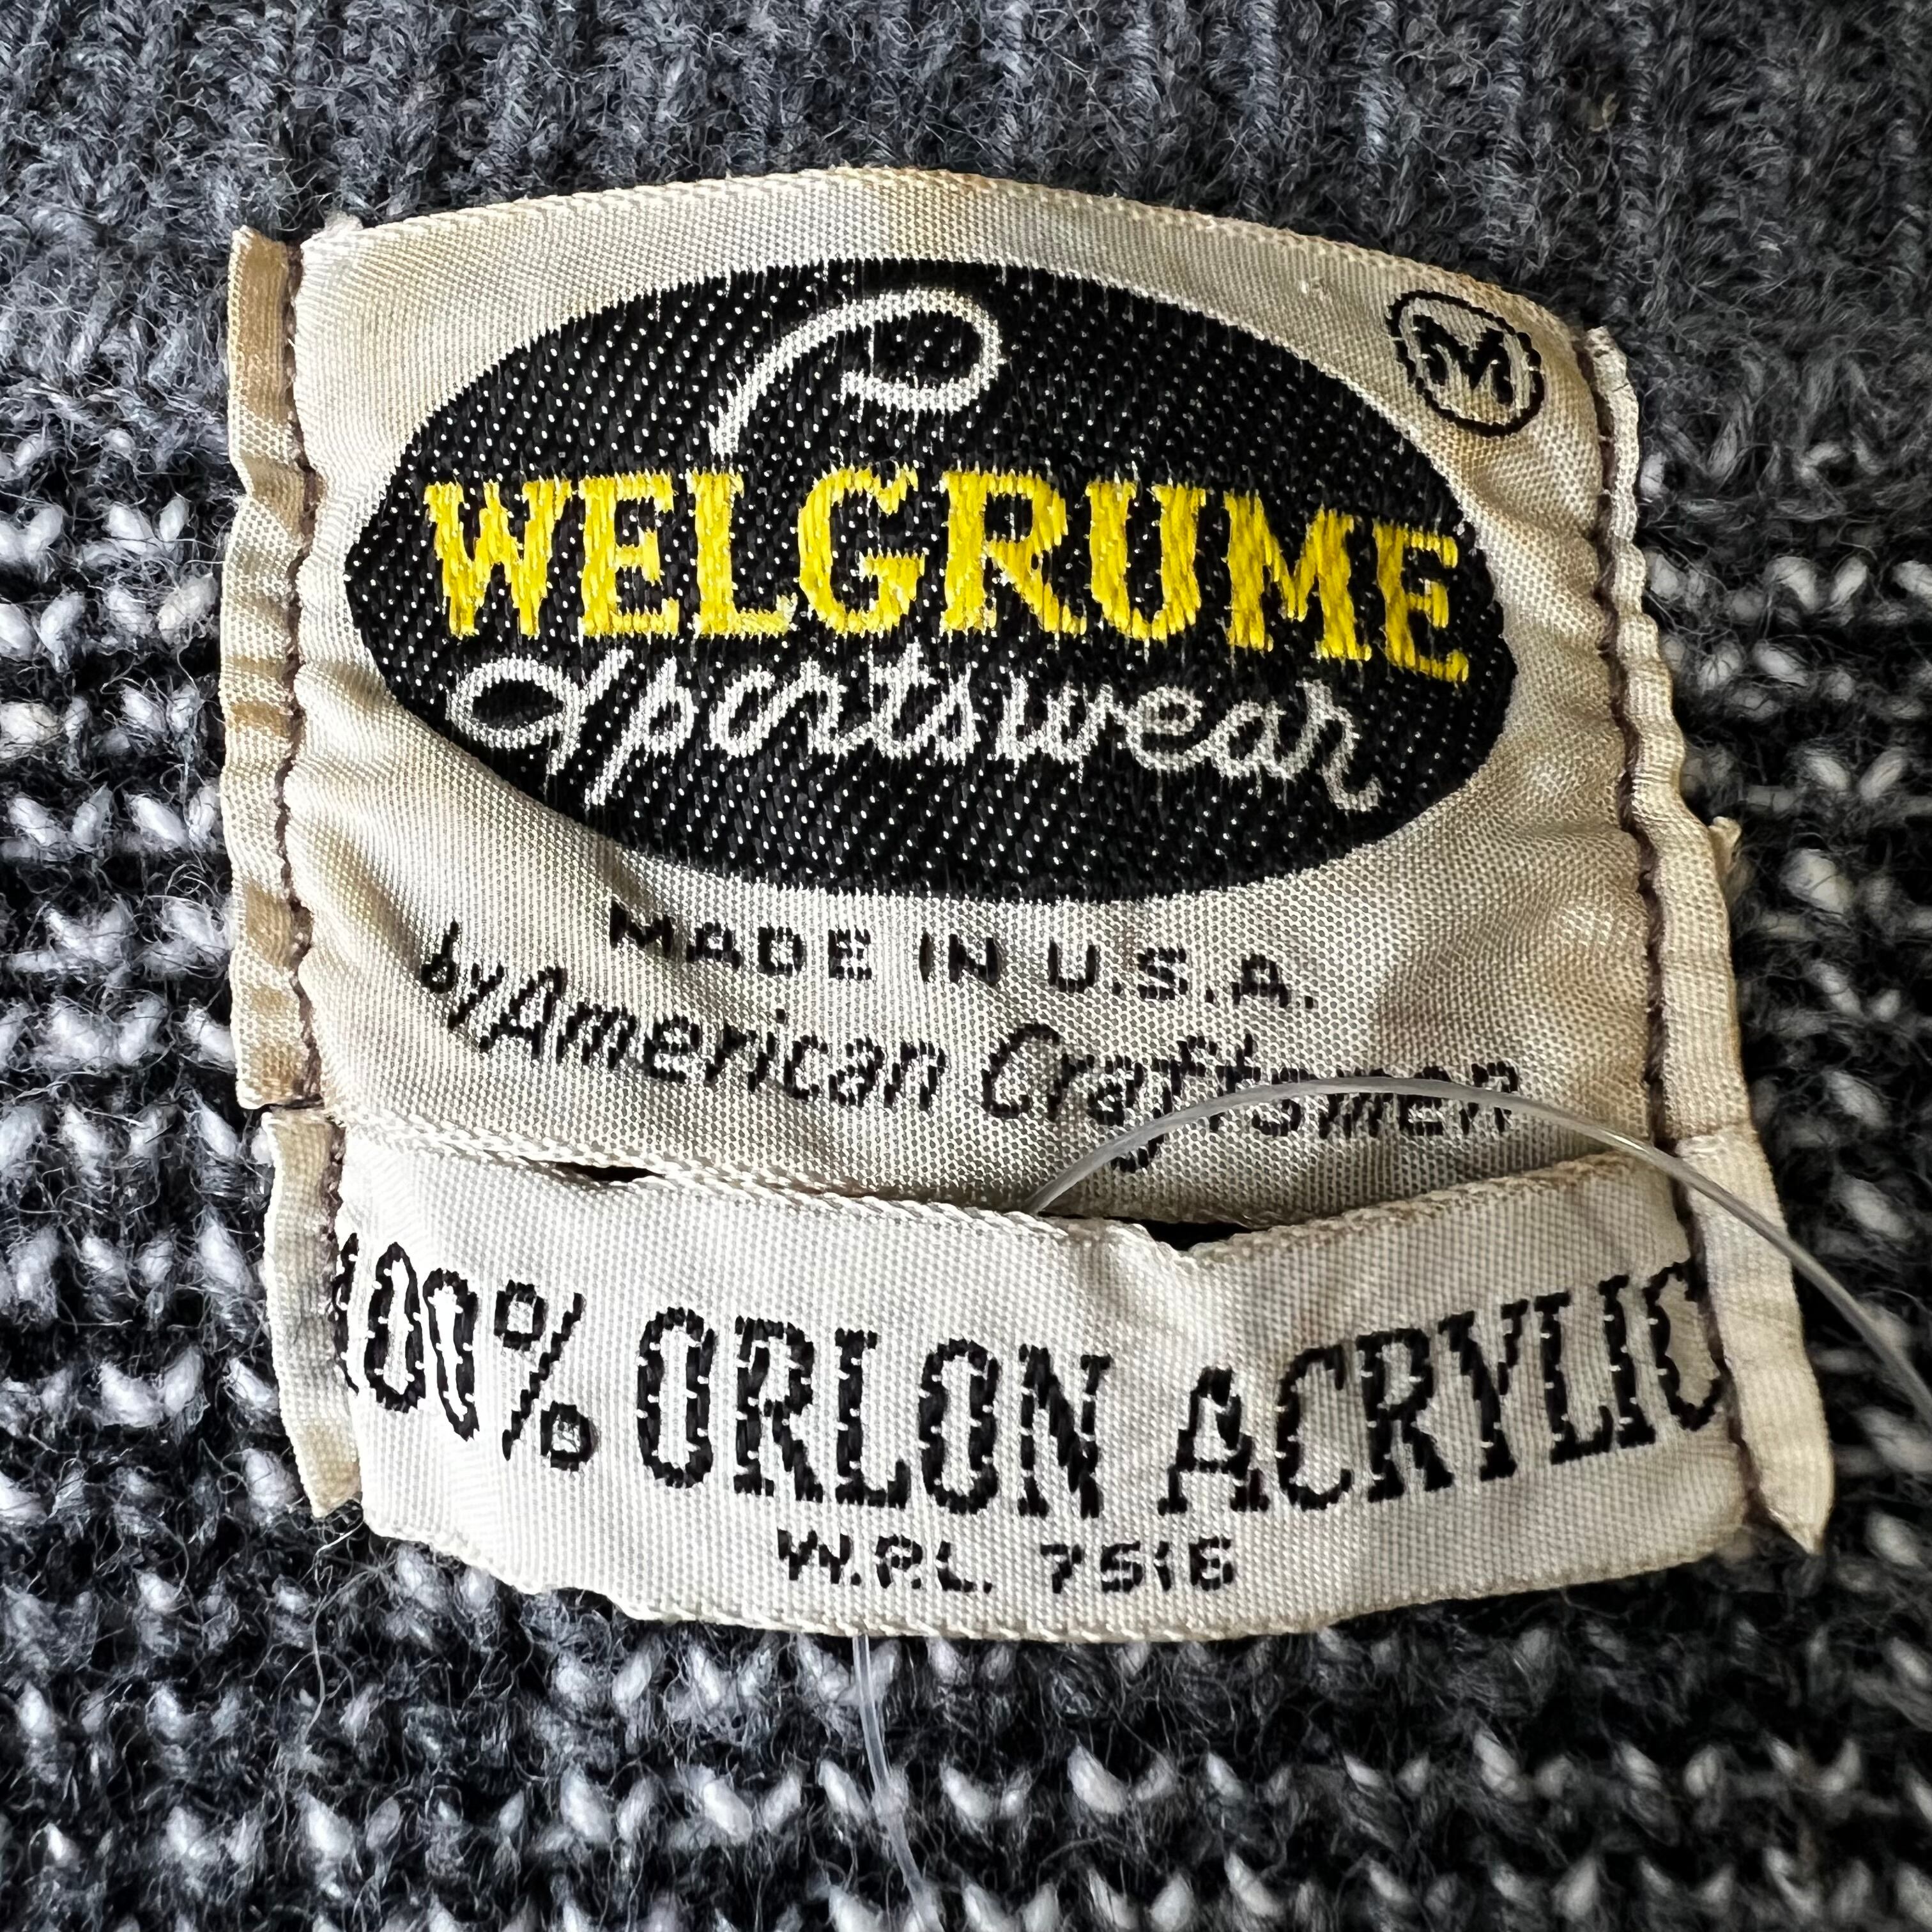 M
WELGRUME
Sportswear
MADE IN U.S.A.
by American Craftsmen
100% ORLON ACRYLIC
W.P.L. 7516